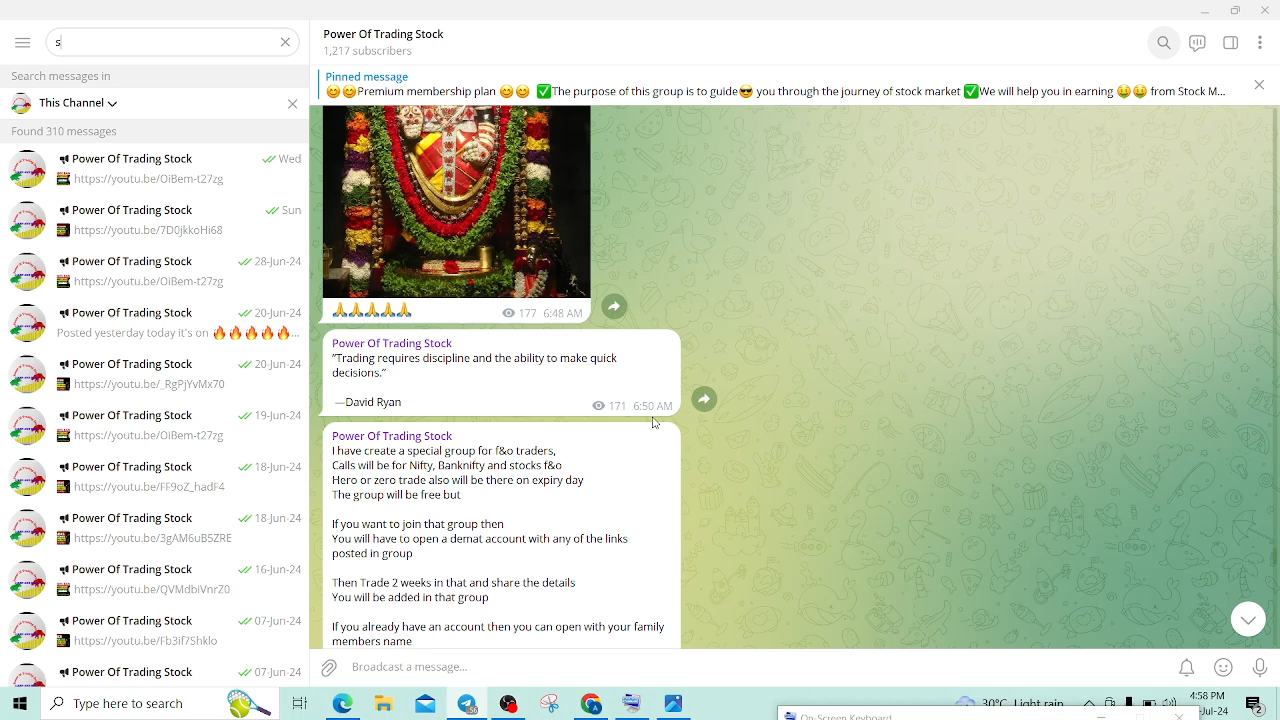 s
Power Of Trading Stock
1,217 subscribers
Search messages in
This Channel
Found 310 messages
Power Of Trading Stock Wed
https://youtu.be/OiBem-t27zg
Power Of Trading Stock Sun
https://youtu.be/7D0jkkoHi68
Power Of Trading Stock 28-Jun-24
https://youtu.be/OiBem-t27zg
Power Of Trading Stock 20-Jun-24
Posted yesterday today it's on 🔥🔥🔥🔥🔥...
Power Of Trading Stock 20-Jun-24
https://youtu.be/_RgPjYvMx70
Power Of Trading Stock 19-Jun-24
https://youtu.be/OiBem-t27zg
Power Of Trading Stock 18-Jun-24
https://youtu.be/FF9oZ_hadF4
Power Of Trading Stock 18-Jun-24
https://youtu.be/3gAM6uB5ZRE
Power Of Trading Stock 16-Jun-24
https://youtu.be/QVMdbiVnrZ0
Power Of Trading Stock 07-Jun-24
https://youtu.be/Fb3if7Shklo
Power Of Trading Stock 07-Jun-24
Pinned message
😊😊Premium membership plan 😊😊 ✅The purpose of this group is to guide😎 you through the journey of stock market ✅We will help you in earning 🤑🤑 from Stock M...
🙏🙏🙏🙏🙏 177 6:48 AM
Power Of Trading Stock
"Trading requires discipline and the ability to make quick
decisions."
—David Ryan
171 6:50 AM
Power Of Trading Stock
I have create a special group for f&o traders,
Calls will be for Nifty, Banknifty and stocks f&o
Hero or zero trade also will be there on expiry day
The group will be free but
If you want to join that group then
You will have to open a demat account with any of the links
posted in group
Then Trade 2 weeks in that and share the details
You will be added in that group
If you already have an account then you can open with your family
members name
Broadcast a message...
30°C Light rain
4:58 PM
On-Screen Keyboard